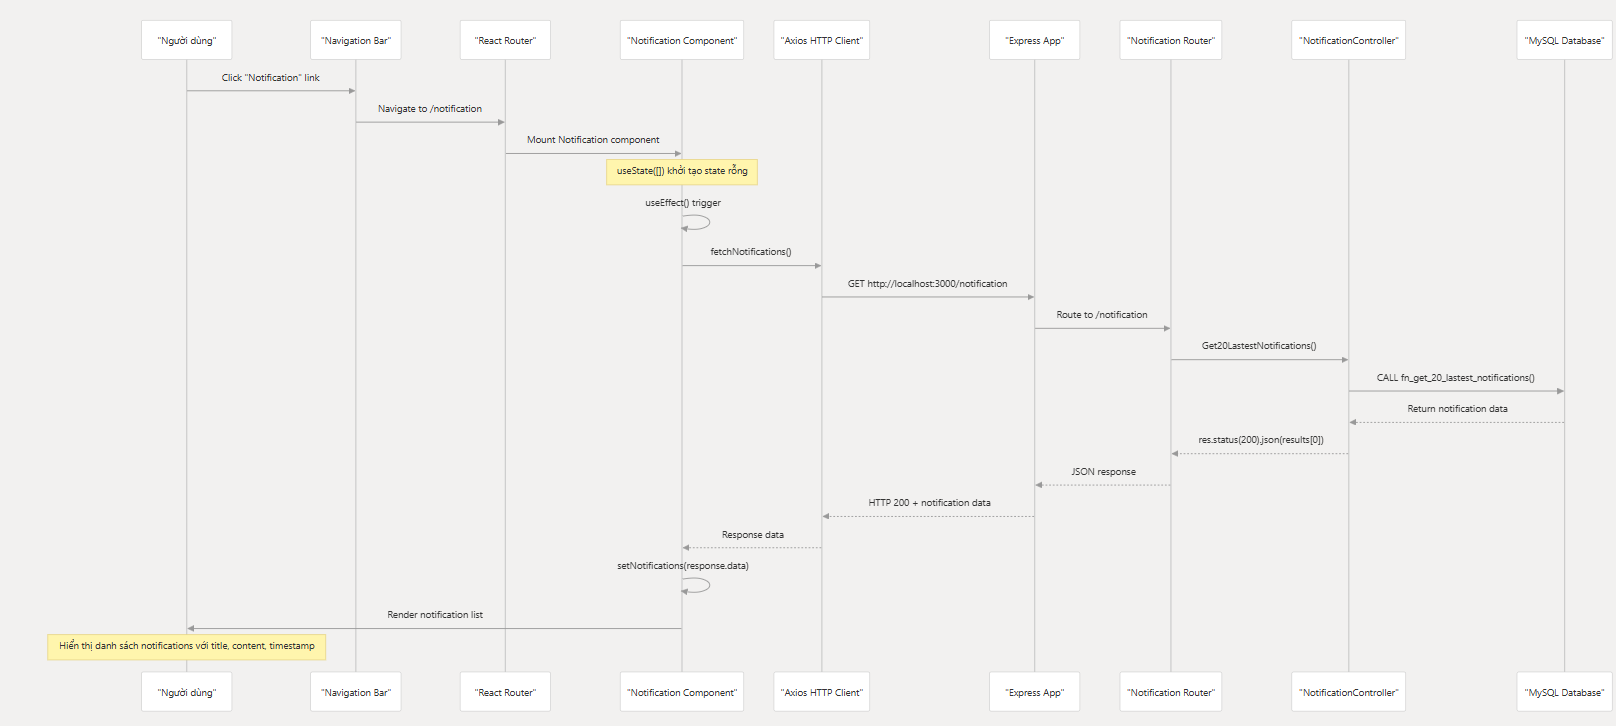 "Người dùng"
"Navigation Bar"
"React Router"
"Notification Component"
"Axios HTTP Client"
"Express App"
"Notification Router"
"NotificationController"
"MySQL Database"
Click "Notification" link
Navigate to /notification
Mount Notification component
useState([]) khởi tạo state rỗng
useEffect() trigger
fetchNotifications()
GET http://localhost:3000/notification
Route to /notification
Get20LastestNotifications()
CALL fn_get_20_lastest_notifications()
Return notification data
res.status(200).json(results[0])
JSON response
HTTP 200 + notification data
Response data
setNotifications(response.data)
Render notification list
Hiển thị danh sách notifications với title, content, timestamp
"Người dùng"
"Navigation Bar"
"React Router"
"Notification Component"
"Axios HTTP Client"
"Express App"
"Notification Router"
"NotificationController"
"MySQL Database"